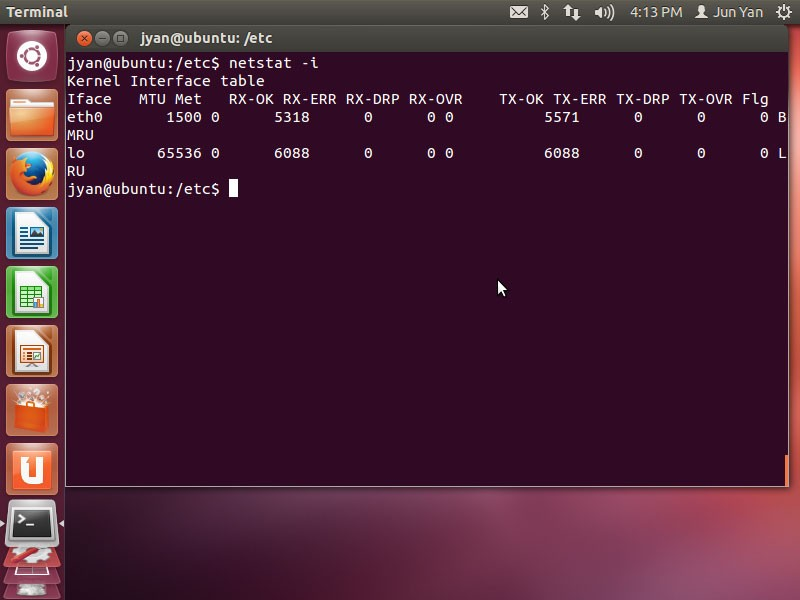 Terminal
4:13 PM Jun Yan
jyan@ubuntu: /etc
jyan@ubuntu:/etc$ netstat -i
Kernel Interface table
Iface   MTU Met   RX-OK RX-ERR RX-DRP RX-OVR    TX-OK TX-ERR TX-DRP TX-OVR Flg
eth0       1500 0      5318      0      0 0          5571      0      0      0 B
MRU
lo        65536 0      6088      0      0 0          6088      0      0      0 L
RU
jyan@ubuntu:/etc$